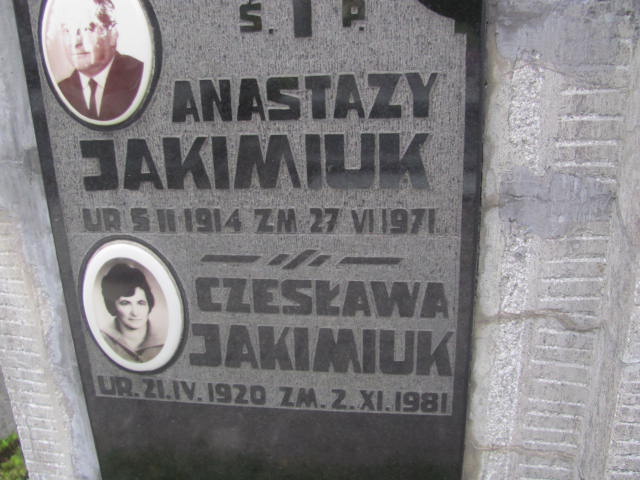 Ś. P.
ANASTAZY
JAKIMIUK
UR 5 II 1914 ZM 27 VI 1971
CZESŁAWA
JAKIMIUK
UR. 21. IV. 1920 ZM. 2. XI. 1981